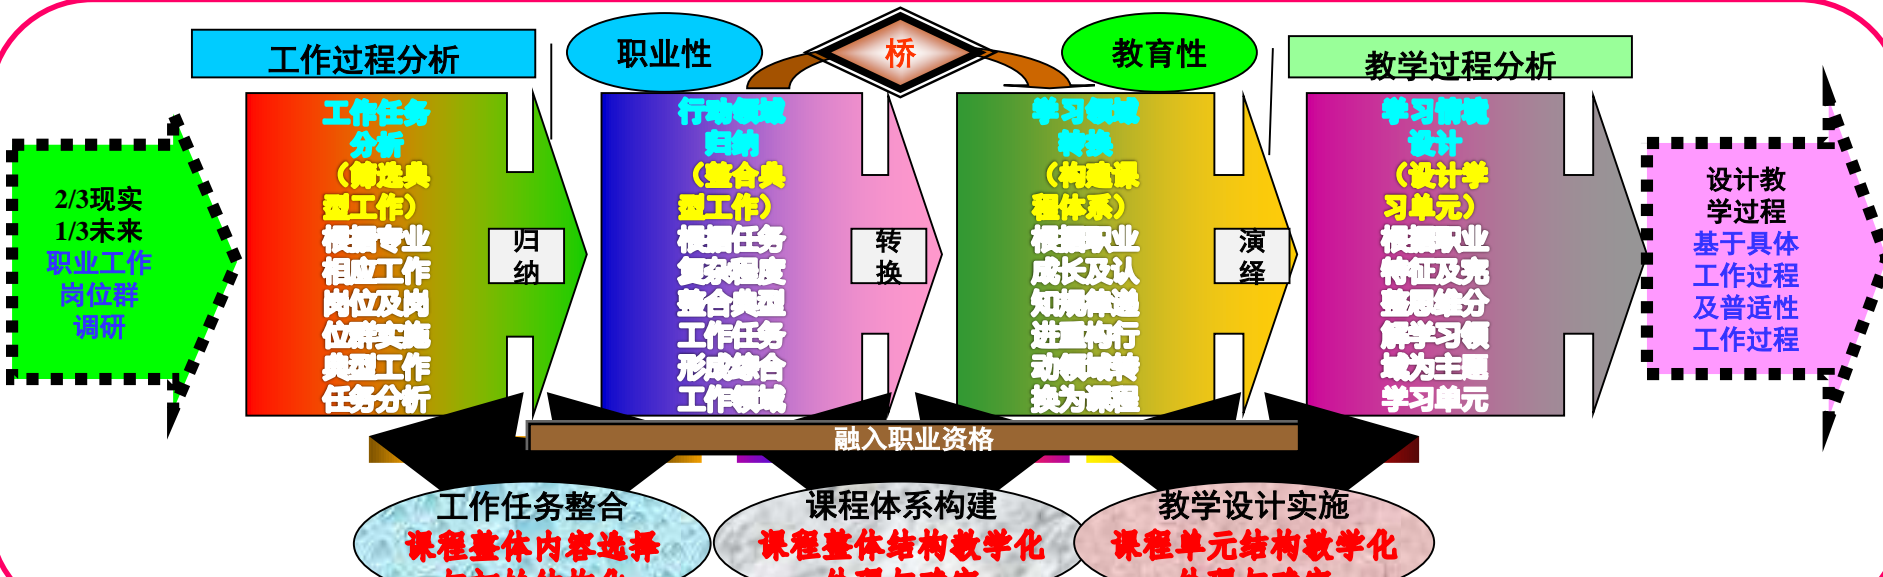 工作过程分析
职业性
桥
教育性
教学过程分析
2/3现实
1/3未来
职业工作
岗位群
调研
工作任务
分析
（筛选典
型工作）
根据专业
相应工作
岗位及岗
位群实施
典型工作
任务分析
归
纳
行动领域
归纳
（整合典
型工作）
根据任务
复杂程度
整合典型
工作任务
形成综合
工作领域
转
换
学习领域
转换
（构建课
程体系）
根据职业
成长及认
知规律递
进重构行
动领域转
换为课程
演
绎
学习情境
设计
（设计学
习单元）
根据职业
特征及完
整思维分
解学习领
域为主题
学习单元
设计教
学过程
基于具体
工作过程
及普适性
工作过程
融入职业资格
工作任务整合
课程整体内容选择
课程体系构建
课程整体结构教学化
教学设计实施
课程单元结构教学化